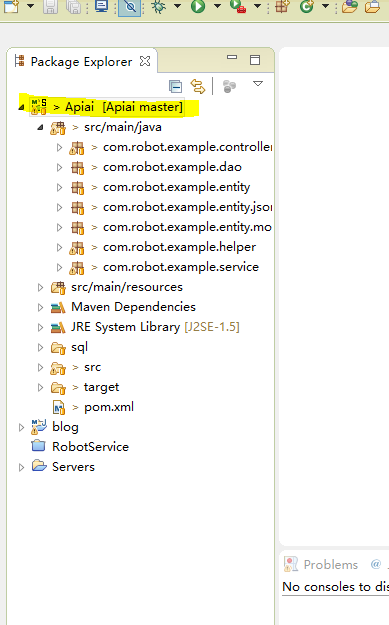 Package Explorer
> Apiai [Apiai master]
> src/main/java
> com.robot.example.controlle
> com.robot.example.dao
> com.robot.example.entity
> com.robot.example.entity.jso
> com.robot.example.entity.mo
> com.robot.example.helper
> com.robot.example.service
src/main/resources
Maven Dependencies
JRE System Library [J2SE-1.5]
sql
> src
> target
> pom.xml
blog
RobotService
Servers
Problems @
No consoles to dis